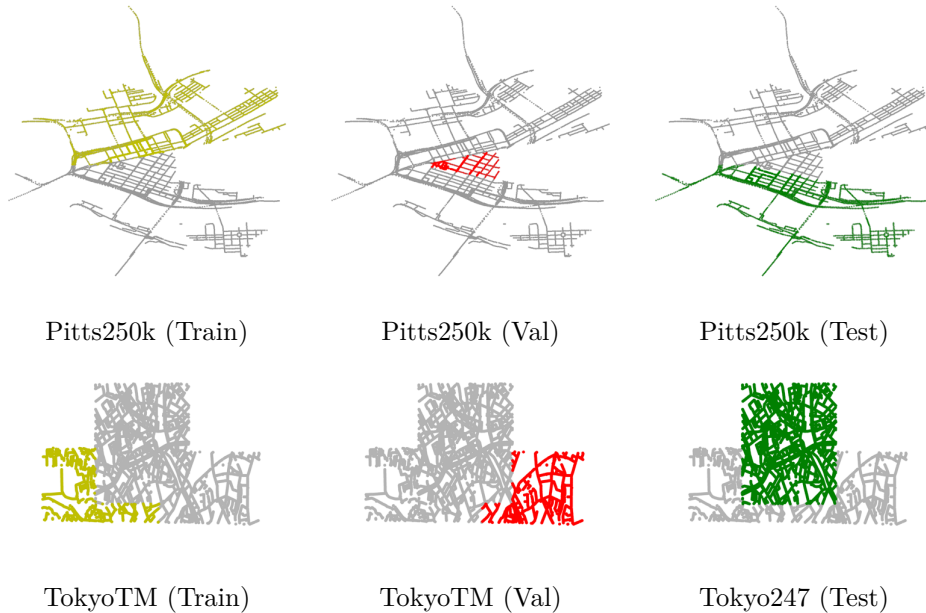 Pitts250k (Train)
Pitts250k (Val)
Pitts250k (Test)
TokyoTM (Train)
TokyoTM (Val)
Tokyo247 (Test)